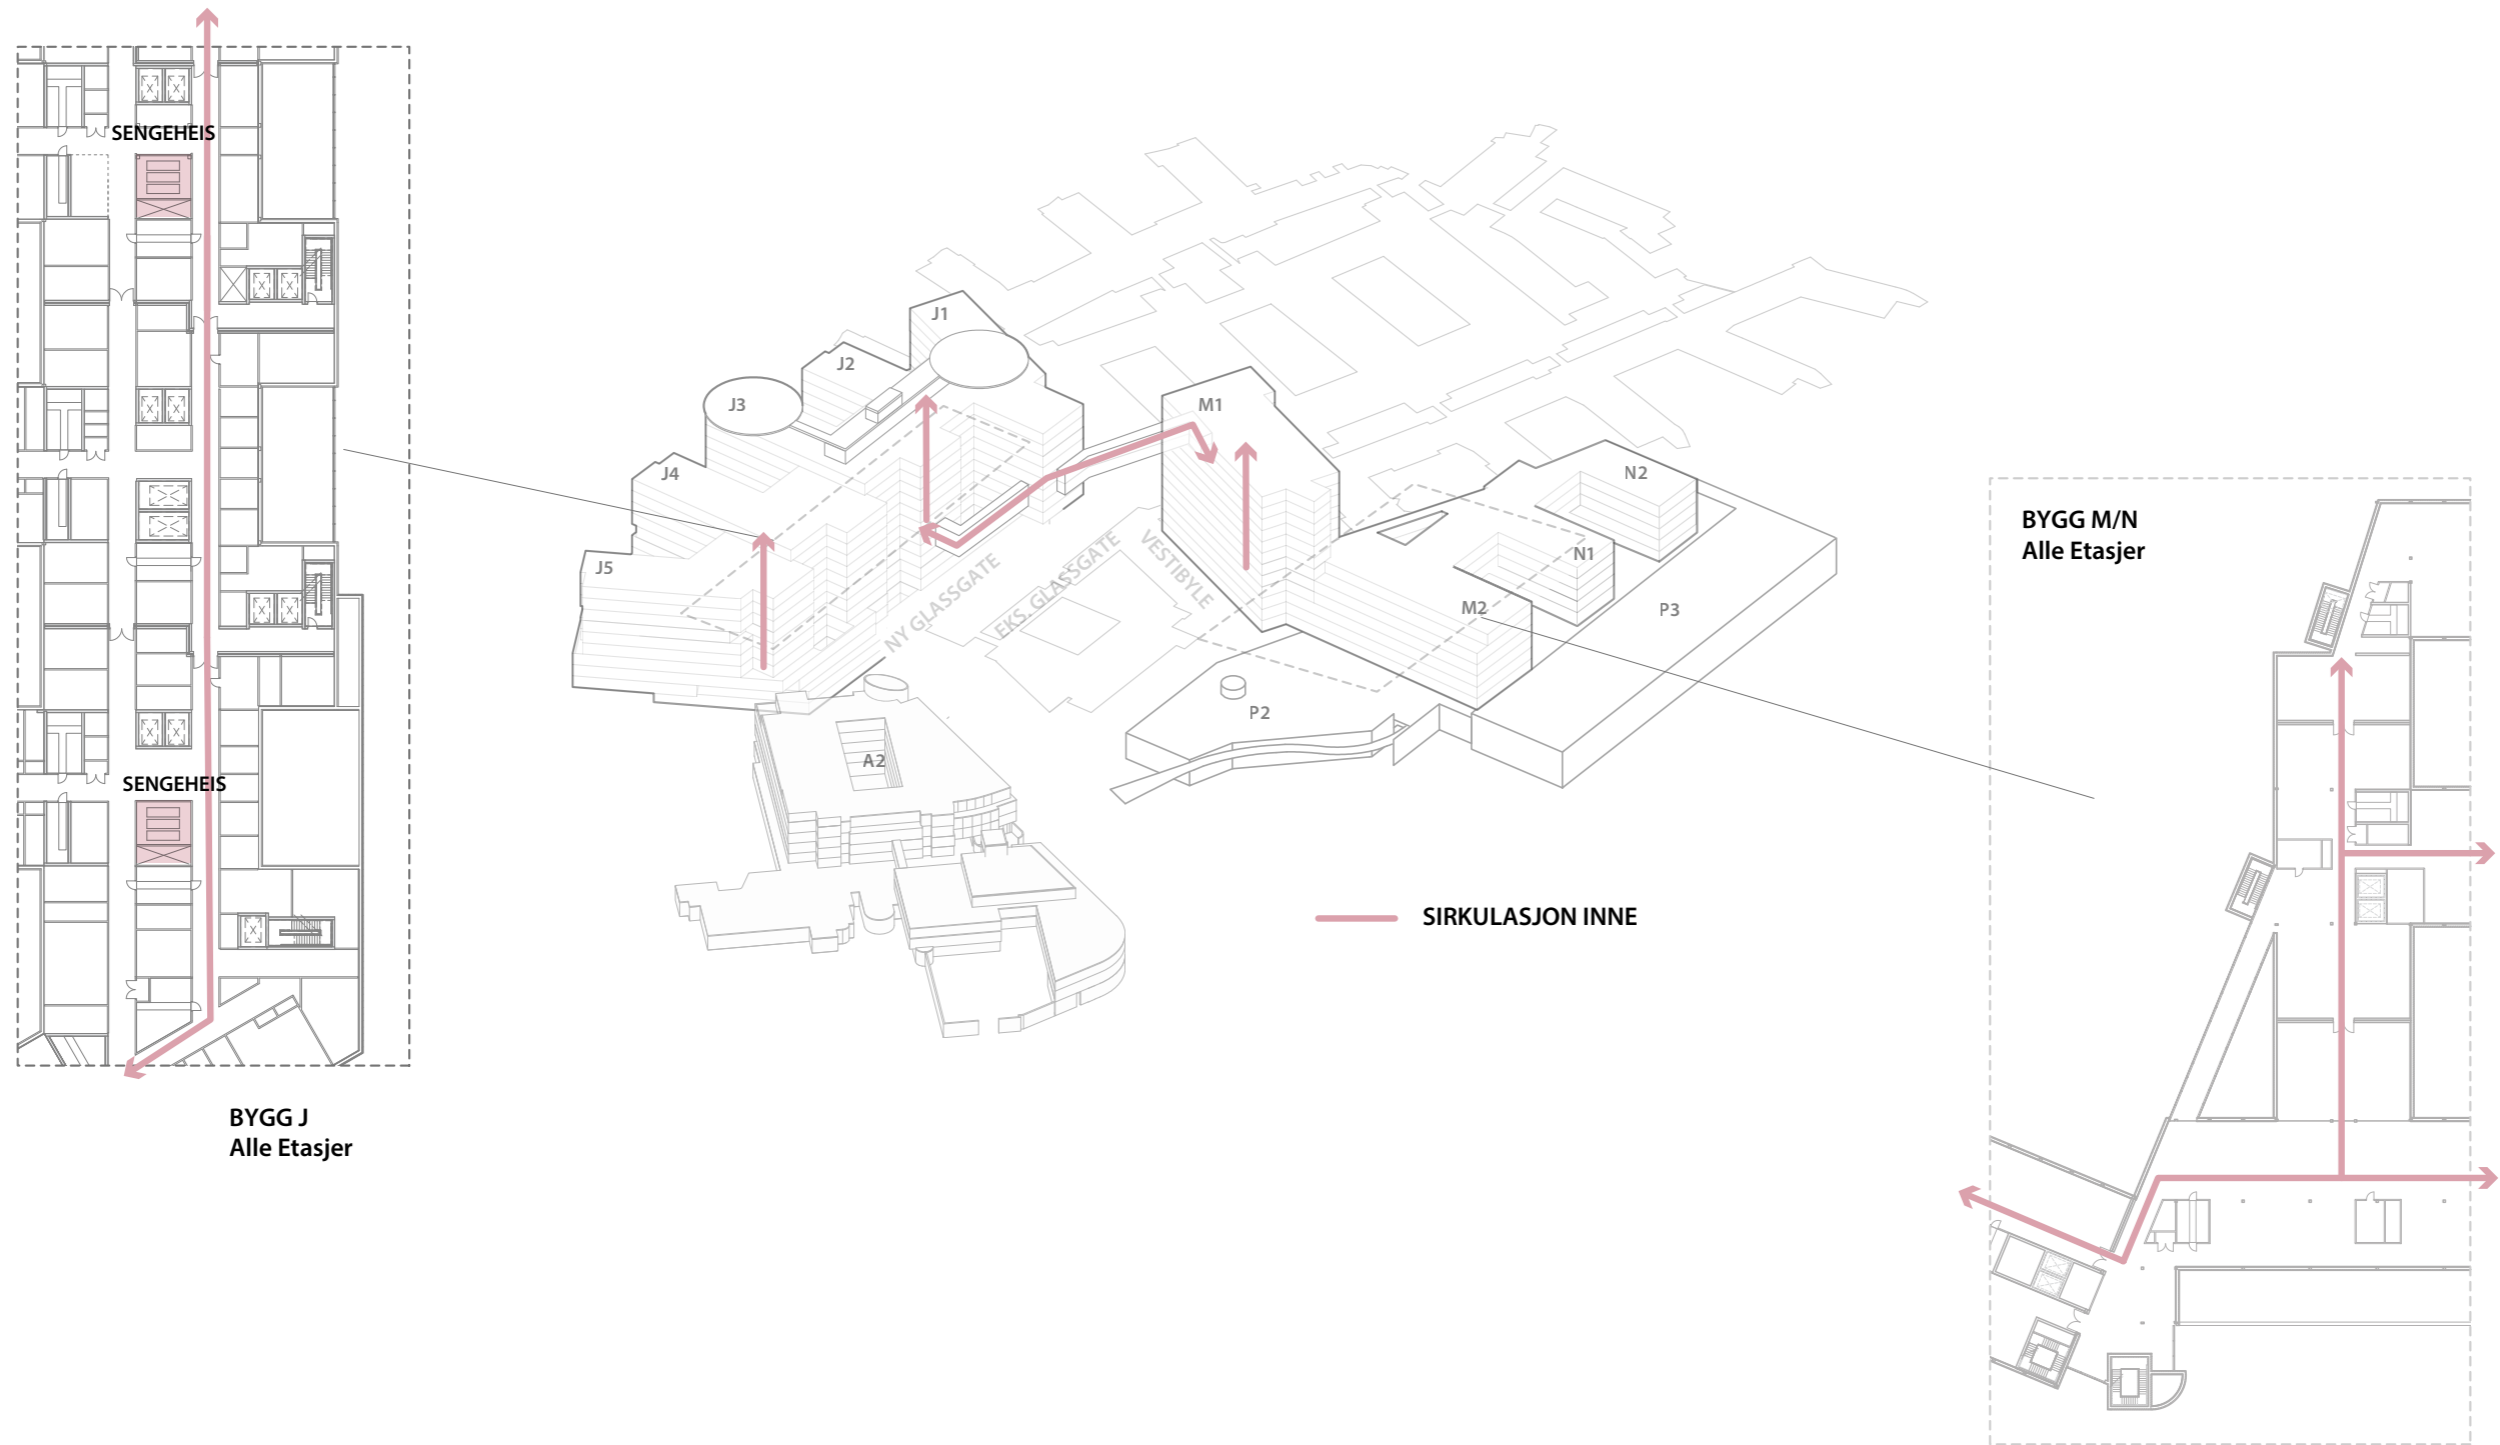 SENGEHEIS
SENGEHEIS
BYGG J
Alle Etasjer
J1
J2
J3
J4
J5
M1
N2
N1
M2
P3
P2
A2
NY GLASSGATE
EKS. GLASSGATE
VESTIBYLE
SIRKULASJON INNE
BYGG M/N
Alle Etasjer